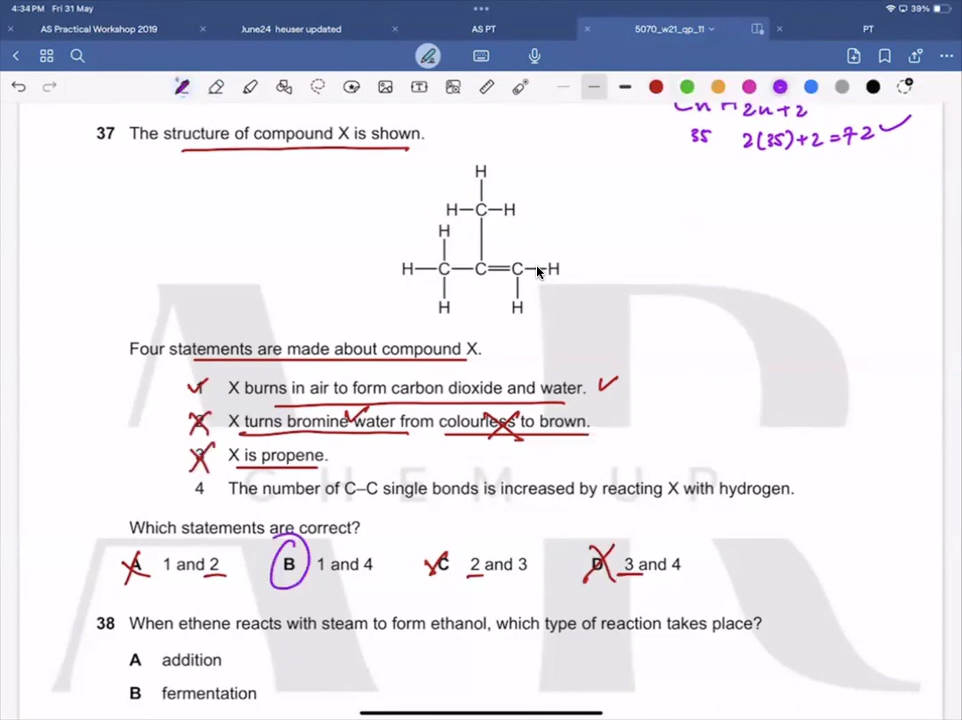 4:34 PM Fri 31 May
39%
AS Practical Workshop 2019
June24 heuser updated
AS PT
5070_w21_qp_11
PT
2n+2
35 2(35)+2=72
37 The structure of compound X is shown.
H
H–C–H
H
H–C–C=C–H
H H
Four statements are made about compound X.
1 X burns in air to form carbon dioxide and water.
2 X turns bromine water from colourless to brown.
3 X is propene.
4 The number of C–C single bonds is increased by reacting X with hydrogen.
CHEM UP
Which statements are correct?
A 1 and 2 B 1 and 4 C 2 and 3 D 3 and 4
AR
38 When ethene reacts with steam to form ethanol, which type of reaction takes place?
A addition
B fermentation